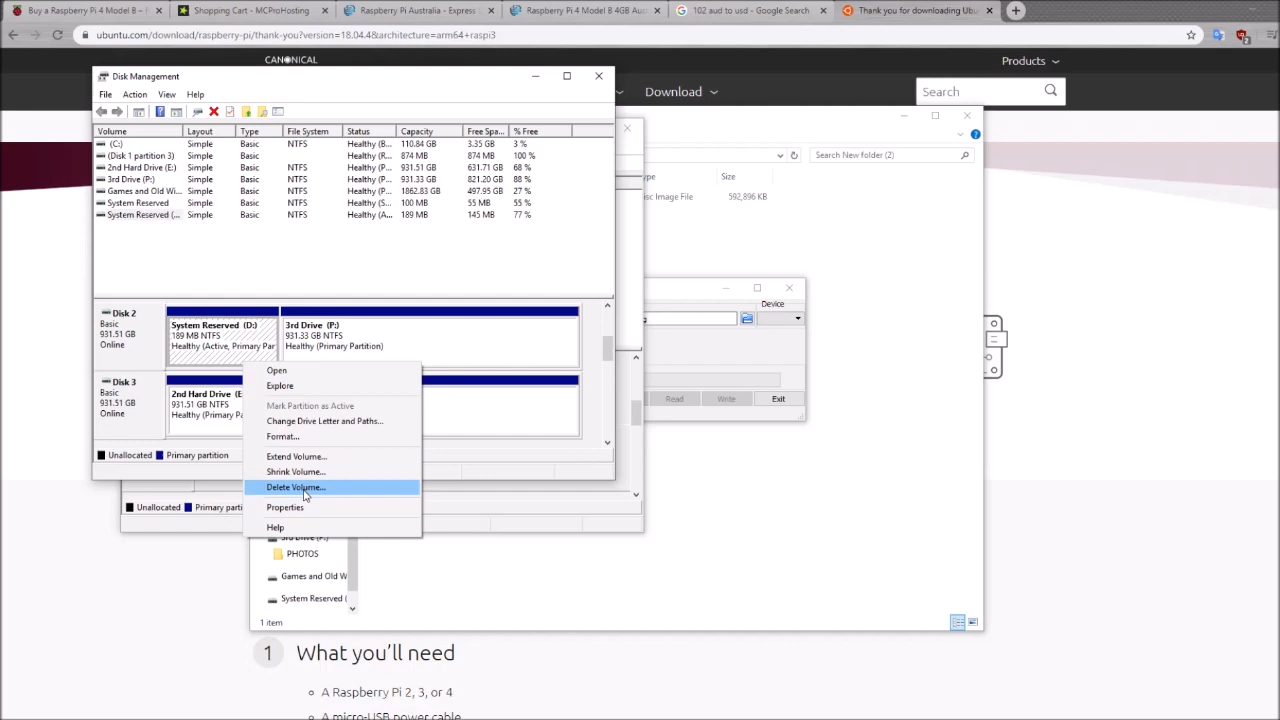 Buy a Raspberry Pi 4 Model B –
Shopping Cart - MCProHosting
Raspberry Pi Australia - Express
Raspberry Pi 4 Model B 4GB Aus
102 aud to usd - Google Search
Thank you for downloading Ubu
ubuntu.com/download/raspberry-pi/thank-you?version=18.04.4&architecture=arm64+raspi3
CANONICAL
Products
Download
Search
Disk Management
File Action View Help
Volume Layout Type File System Status Capacity Free Spa... % Free
(C:) Simple Basic NTFS Healthy (B... 110.84 GB 3.35 GB 3 %
(Disk 1 partition 3) Simple Basic Healthy (R... 874 MB 874 MB 100 %
2nd Hard Drive (E:) Simple Basic NTFS Healthy (P... 931.51 GB 631.71 GB 68 %
3rd Drive (P:) Simple Basic NTFS Healthy (P... 931.33 GB 821.20 GB 88 %
Games and Old Wi... Simple Basic NTFS Healthy (P... 1862.83 GB 497.95 GB 27 %
System Reserved Simple Basic NTFS Healthy (S... 100 MB 55 MB 55 %
System Reserved (... Simple Basic NTFS Healthy (A... 189 MB 145 MB 77 %
Search New folder (2)
ype Size
isc Image File 592,896 KB
Device
Read Write Exit
Disk 2
Basic
931.51 GB
Online
System Reserved (D:)
189 MB NTFS
Healthy (Active, Primary Par
3rd Drive (P:)
931.33 GB NTFS
Healthy (Primary Partition)
Disk 3
Basic
931.51 GB
Online
2nd Hard Drive (E
931.51 GB NTFS
Healthy (Primary Pa
Unallocated Primary partition
Open
Explore
Mark Partition as Active
Change Drive Letter and Paths...
Format...
Extend Volume...
Shrink Volume...
Delete Volume...
Properties
Help
Unallocated Primary parti
3rd Drive (P:)
PHOTOS
Games and Old W
System Reserved (
1 item
1 What you’ll need
A Raspberry Pi 2, 3, or 4
A micro-USB power cable